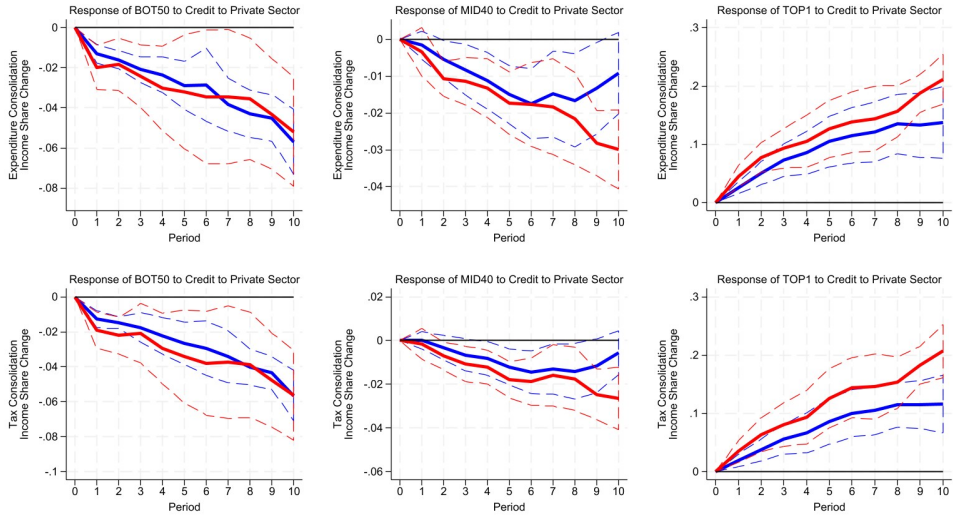 Response of BOT50 to Credit to Private Sector
Expenditure Consolidation
Income Share Change
0
-.02
-.04
-.06
-.08
0 1 2 3 4 5 6 7 8 9 10
Period
Response of MID40 to Credit to Private Sector
Expenditure Consolidation
Income Share Change
0
-.01
-.02
-.03
-.04
0 1 2 3 4 5 6 7 8 9 10
Period
Response of TOP1 to Credit to Private Sector
Expenditure Consolidation
Income Share Change
.3
.2
.1
0
0 1 2 3 4 5 6 7 8 9 10
Period
Response of BOT50 to Credit to Private Sector
Tax Consolidation
Income Share Change
0
-.02
-.04
-.06
-.08
-.1
0 1 2 3 4 5 6 7 8 9 10
Period
Response of MID40 to Credit to Private Sector
Tax Consolidation
Income Share Change
.02
0
-.02
-.04
-.06
0 1 2 3 4 5 6 7 8 9 10
Period
Response of TOP1 to Credit to Private Sector
Tax Consolidation
Income Share Change
.3
.2
.1
0
0 1 2 3 4 5 6 7 8 9 10
Period